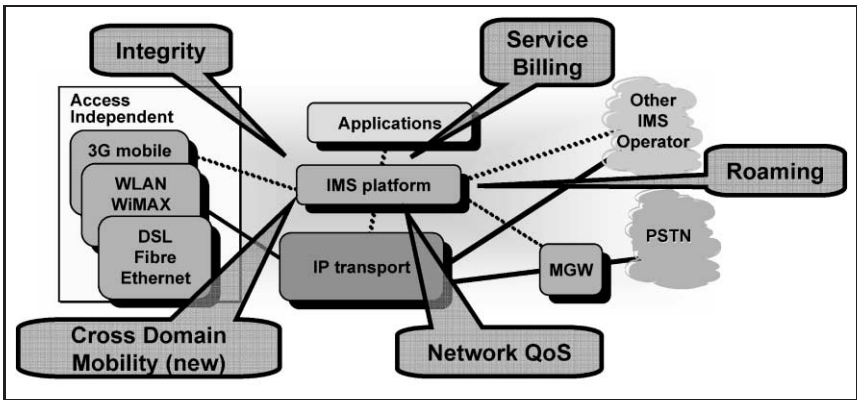 Integrity
Service
Billing
Access
Independent
Other
IMS
Operator
Applications
3G mobile
IMS platform
Roaming
WLAN
WiMAX
DSL
Fibre
Ethernet
IP transport
MGW
PSTN
Cross Domain
Mobility (new)
Network QoS